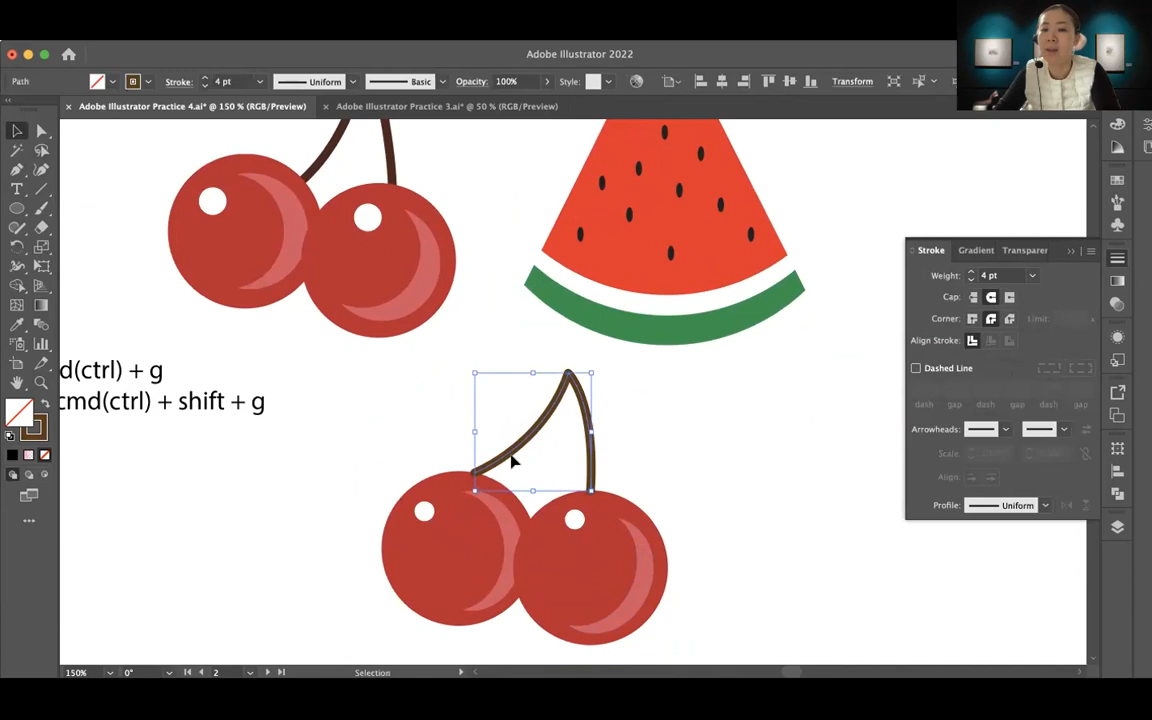 Adobe Illustrator 2022
Path
Stroke:
4 pt
Uniform
Basic
Opacity:
100%
Style:
Transform
Adobe Illustrator Practice 4.ai* @ 150 % (RGB/Preview)
Adobe Illustrator Practice 3.ai* @ 50 % (RGB/Preview)
Stroke
Gradient
Transparer
Weight:
4 pt
Cap:
Corner:
Limit:
Align Stroke:
Dashed Line
dash gap dash gap dash gap
Arrowheads:
Scale:
Align:
Profile:
Uniform
d(ctrl) + g
cmd(ctrl) + shift + g
150%
0°
2
Selection